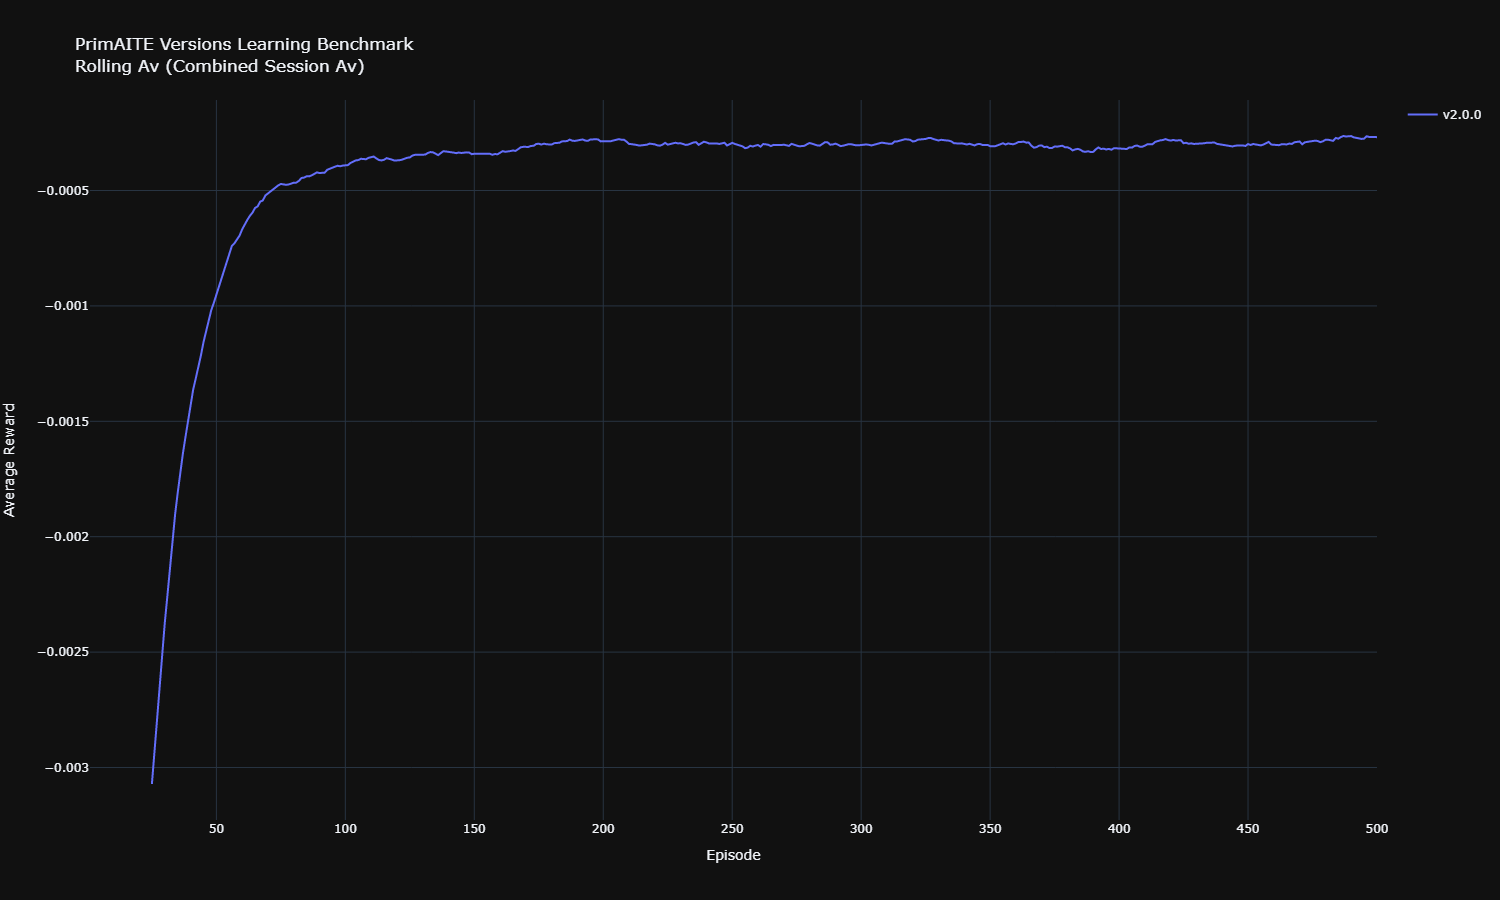 PrimAITE Versions Learning Benchmark
Rolling Av (Combined Session Av)
v2.0.0
−0.0005
−0.001
−0.0015
−0.002
−0.0025
−0.003
Average Reward
50 100 150 200 250 300 350 400 450 500
Episode